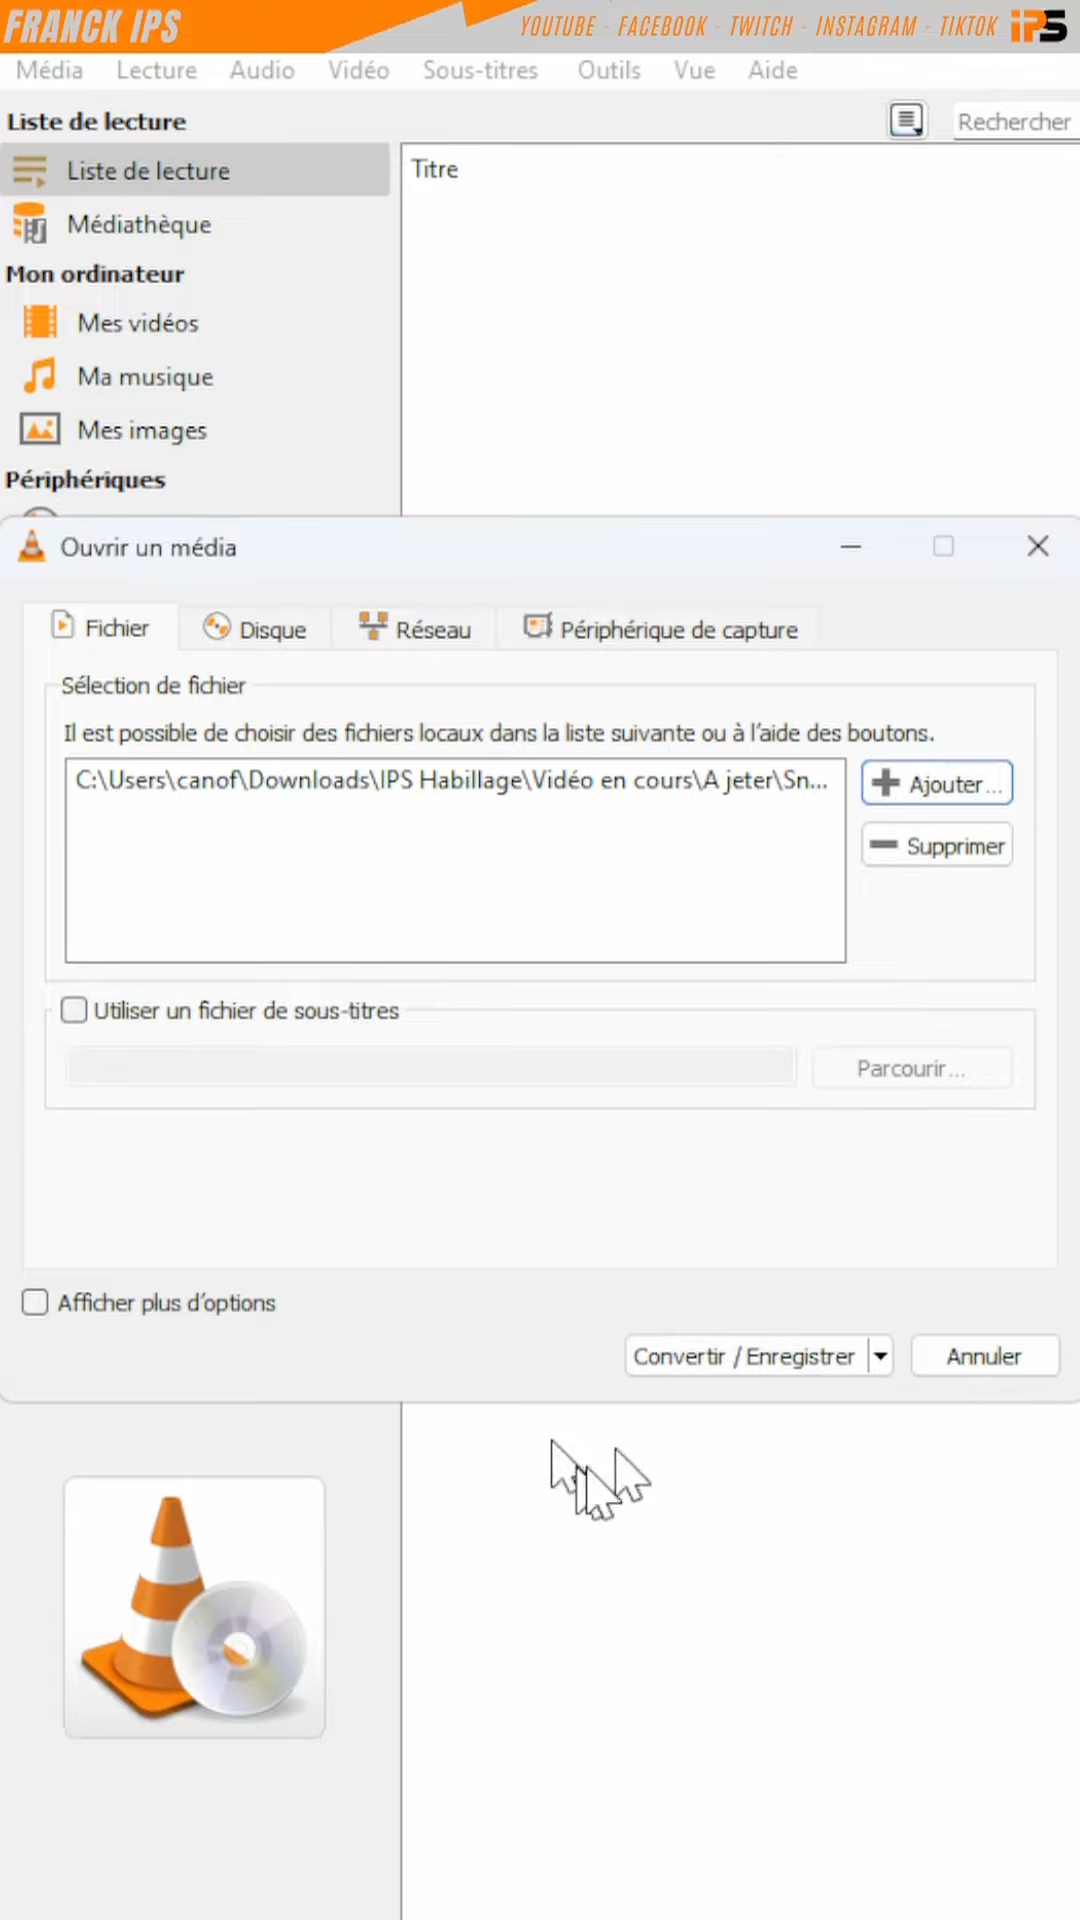 FRANCK IPS
YOUTUBE - FACEBOOK - TWITCH - INSTAGRAM - TIKTOK iPS
Média Lecture Audio Vidéo Sous-titres Outils Vue Aide
Liste de lecture
Rechercher
Liste de lecture
Titre
Médiathèque
Mon ordinateur
Mes vidéos
Ma musique
Mes images
Périphériques
Ouvrir un média
Fichier Disque Réseau Périphérique de capture
Sélection de fichier
Il est possible de choisir des fichiers locaux dans la liste suivante ou à l'aide des boutons.
C:\Users\canof\Downloads\IPS Habillage\Vidéo en cours\A jeter\Sn...
Ajouter...
Supprimer
Utiliser un fichier de sous-titres
Parcourir...
Afficher plus d'options
Convertir / Enregistrer
Annuler